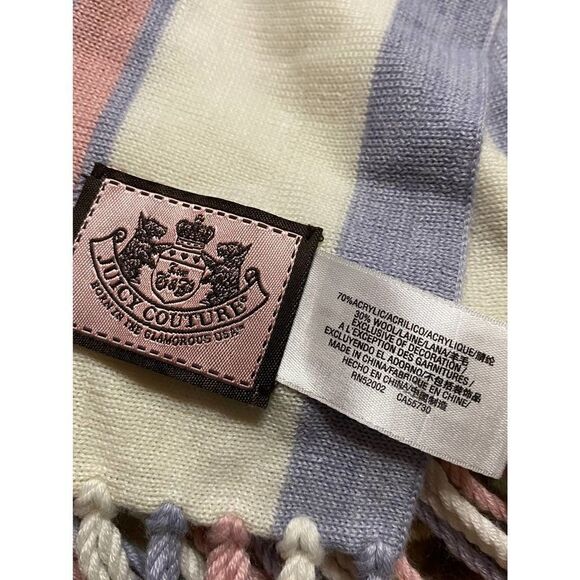 JUICY COUTURE®
BORN IN THE GLAMOROUS USA™
70%ACRYLIC/ACRILICO/ACRYLIQUE/腈纶
30% WOOL/LAINE/LANA/羊毛
EXCLUSIVE OF DECORATION/
A L'EXCEPTION DES GARNITURES/
EXCLUYENDO EL ADORNO/不包括装饰品
MADE IN CHINA/FABRIQUE EN CHINE/
HECHO EN CHINA/中国制造
RN52002 CA55730